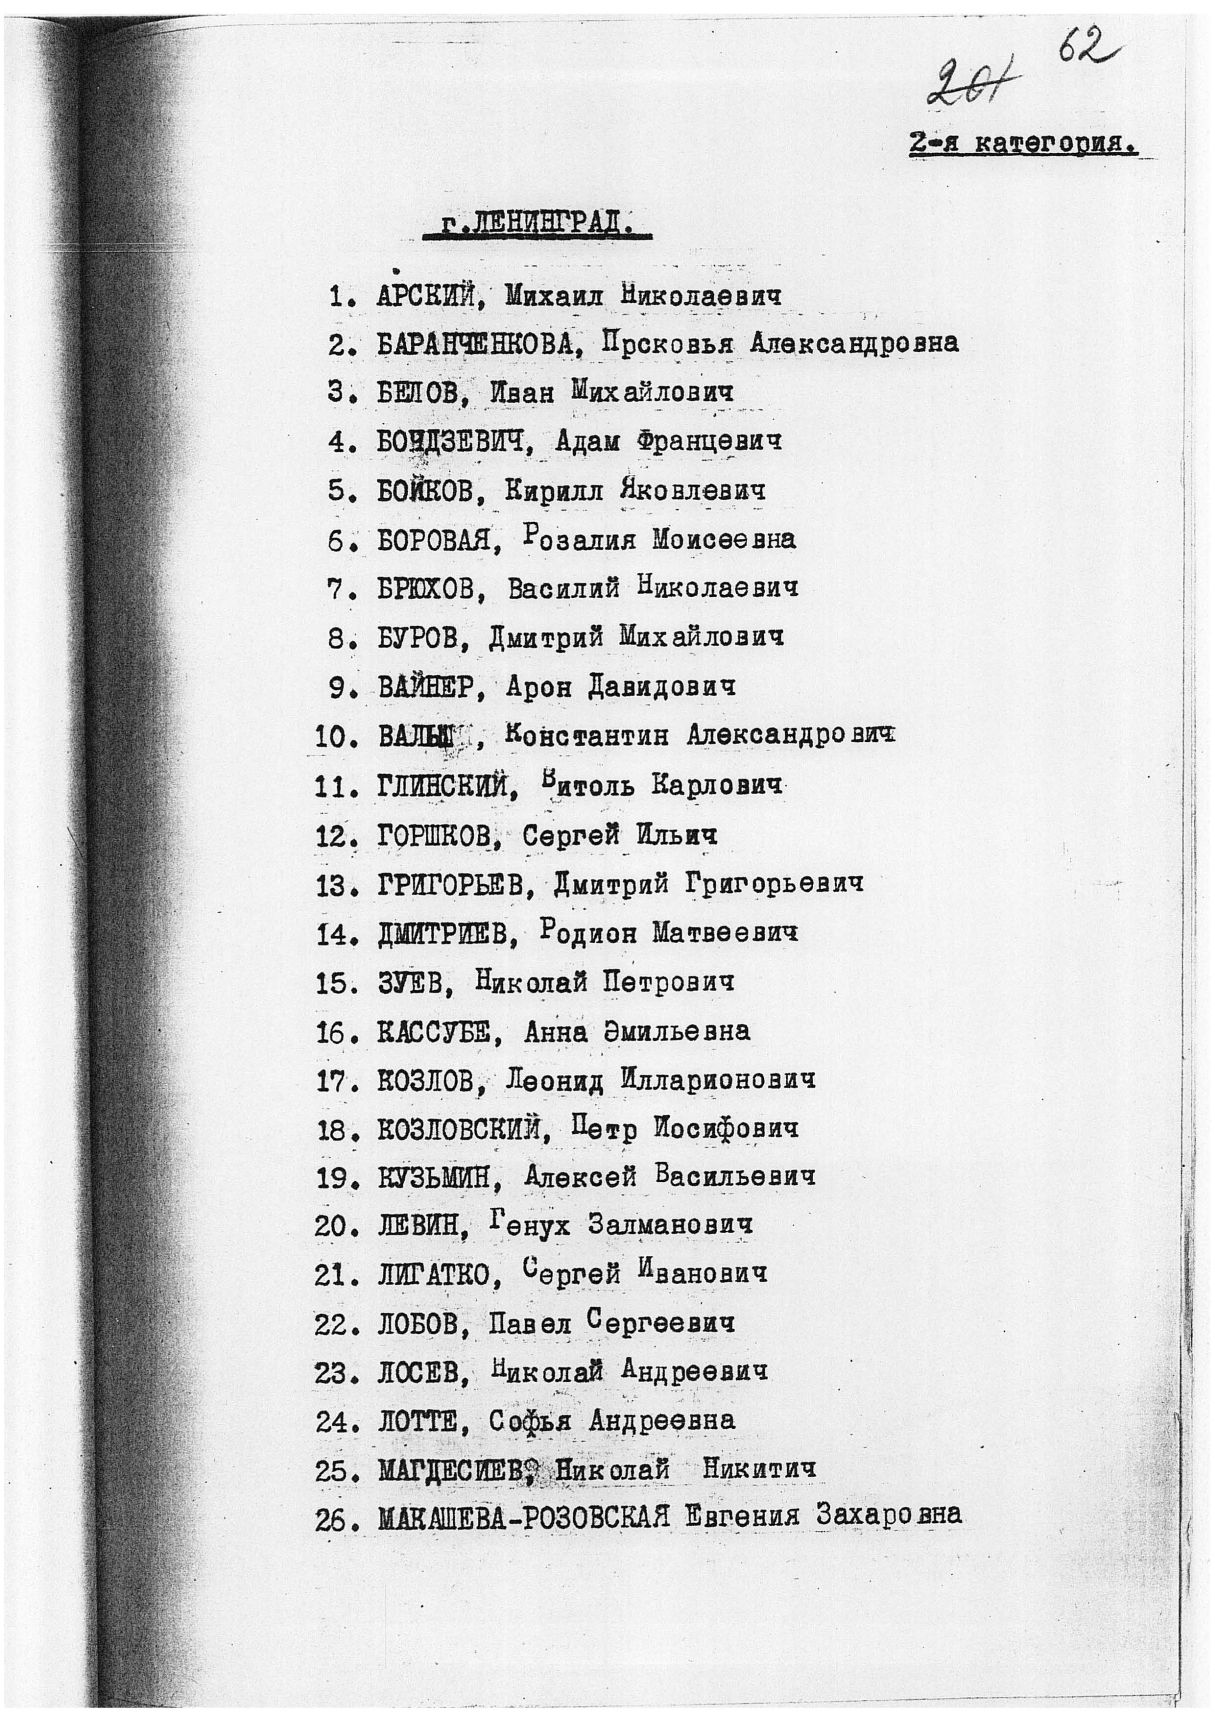 62
201
2-я категория.
г.ЛЕНИНГРАД.
1. АРСКИЙ, Михаил Николаевич
2. БАРАНЧЕНКОВА, Прсковья Александровна
3. БЕЛОВ, Иван Михайлович
4. БОЯДЗЕВИЧ, Адам Францевич
5. БОЙКОВ, Кирилл Яковлевич
6. БОРОВАЯ, Розалия Моисеевна
7. БРЮХОВ, Василий Николаевич
8. БУРОВ, Дмитрий Михайлович
9. ВАЙНЕР, Арон Давидович
10. , Константин Александрович
11. ГЛИНСКИЙ, Витоль Карлович
12. ГОРШКОВ, Сергей Ильич
13. ГРИГОРЬЕВ, Дмитрий Григорьевич
14. ДМИТРИЕВ, Родион Матвеевич
15. ЗУЕВ, Николай Петрович
16. КАССУБЕ, Анна Эмильевна
17. КОЗЛОВ, Леонид Илларионович
18. КОЗЛОВСКИЙ, Петр Иосифович
19. КУЗЬМИН, Алексей Васильевич
20. ЛЕВИН, Генух Залманович
21. ЛИГАТКО, Сергей Иванович
22. ЛОБОВ, Павел Сергеевич
23. ЛОСЕВ, Николай Андреевич
24. ЛОТТЕ, Софья Андреевна
25. МАГДЕСИЕВ, Николай Никитич
26. МАКАШЕВА-РОЗОВСКАЯ Евгения Захаровна